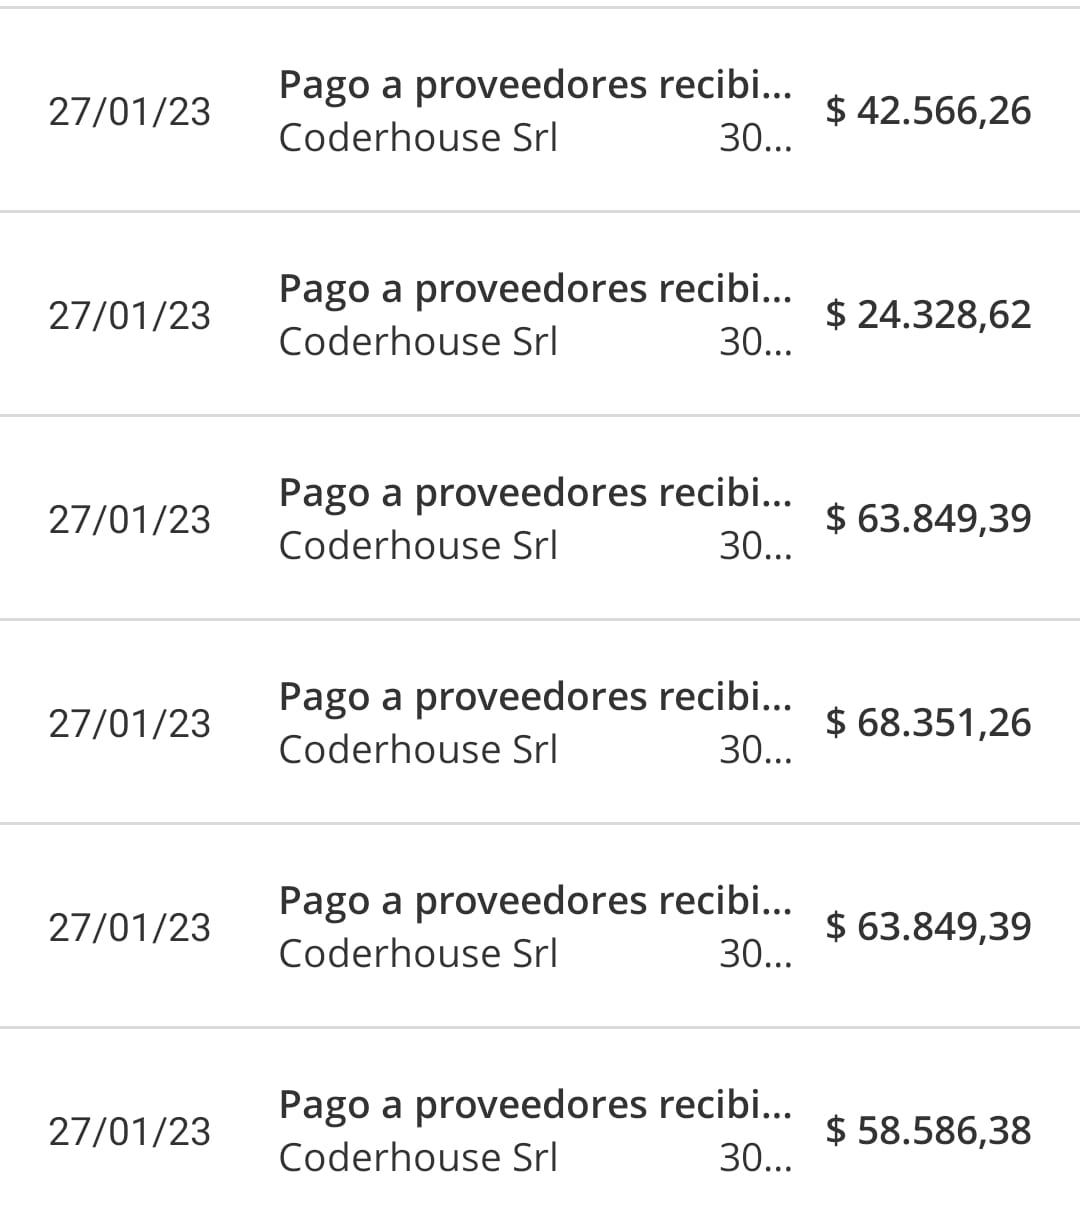 27/01/23
Pago a proveedores recibi...
Coderhouse Srl 30...
$ 42.566,26
27/01/23
Pago a proveedores recibi...
Coderhouse Srl 30...
$ 24.328,62
27/01/23
Pago a proveedores recibi...
Coderhouse Srl 30...
$ 63.849,39
27/01/23
Pago a proveedores recibi...
Coderhouse Srl 30...
$ 68.351,26
27/01/23
Pago a proveedores recibi...
Coderhouse Srl 30...
$ 63.849,39
27/01/23
Pago a proveedores recibi...
Coderhouse Srl 30...
$ 58.586,38